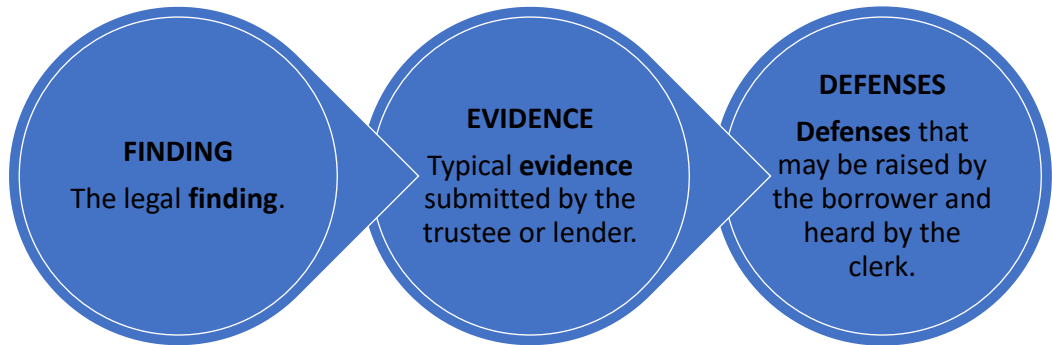 FINDING
The legal finding.
EVIDENCE
Typical evidence
submitted by the
trustee or lender.
DEFENSES
Defenses that
may be raised by
the borrower and
heard by the
clerk.